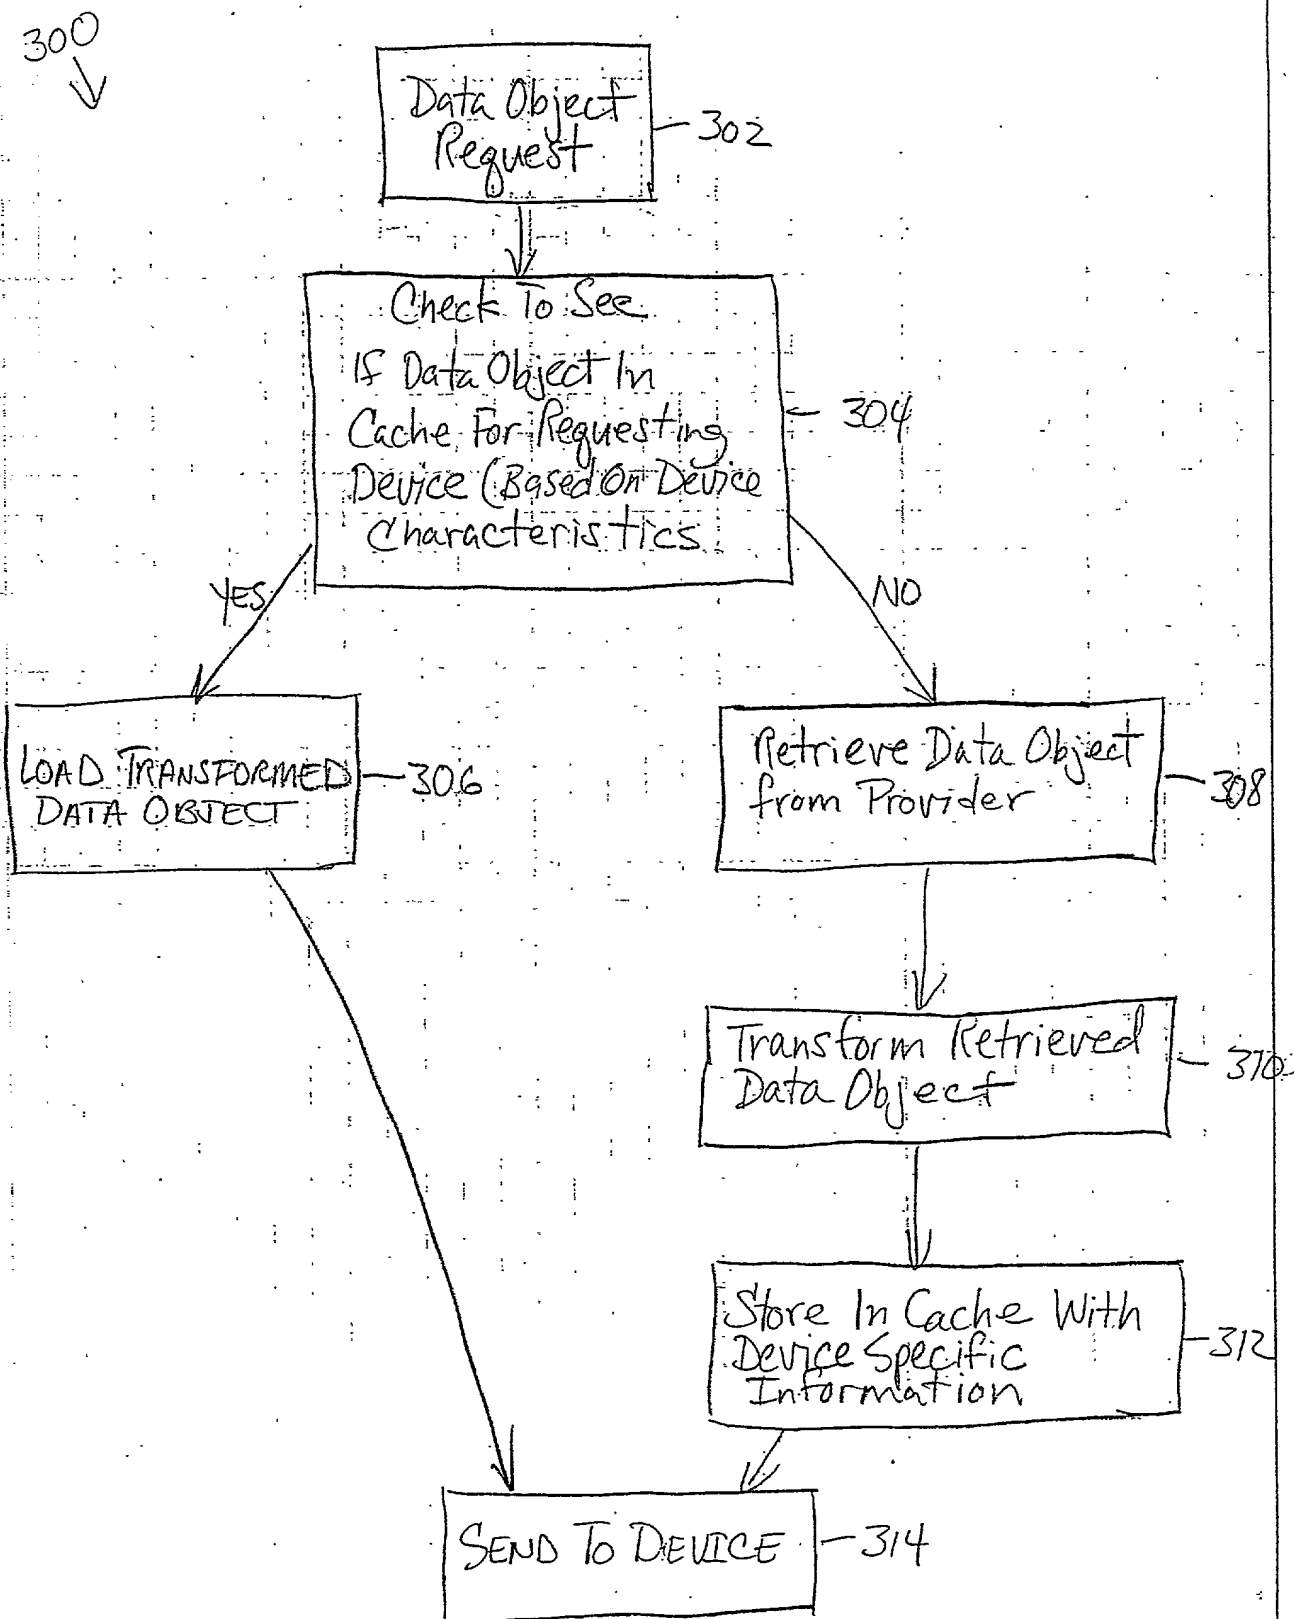 300
Data Object
Request
302
Check To See
If Data Object In
Cache For Requesting
Device (Based On Device
Characteristics
304
YES
NO
LOAD TRANSFORMED
DATA OBJECT
306
Retrieve Data Object
from Provider
308
Transform Retrieved
Data Object
310
Store In Cache With
Device Specific
Information
312
SEND TO DEVICE
314